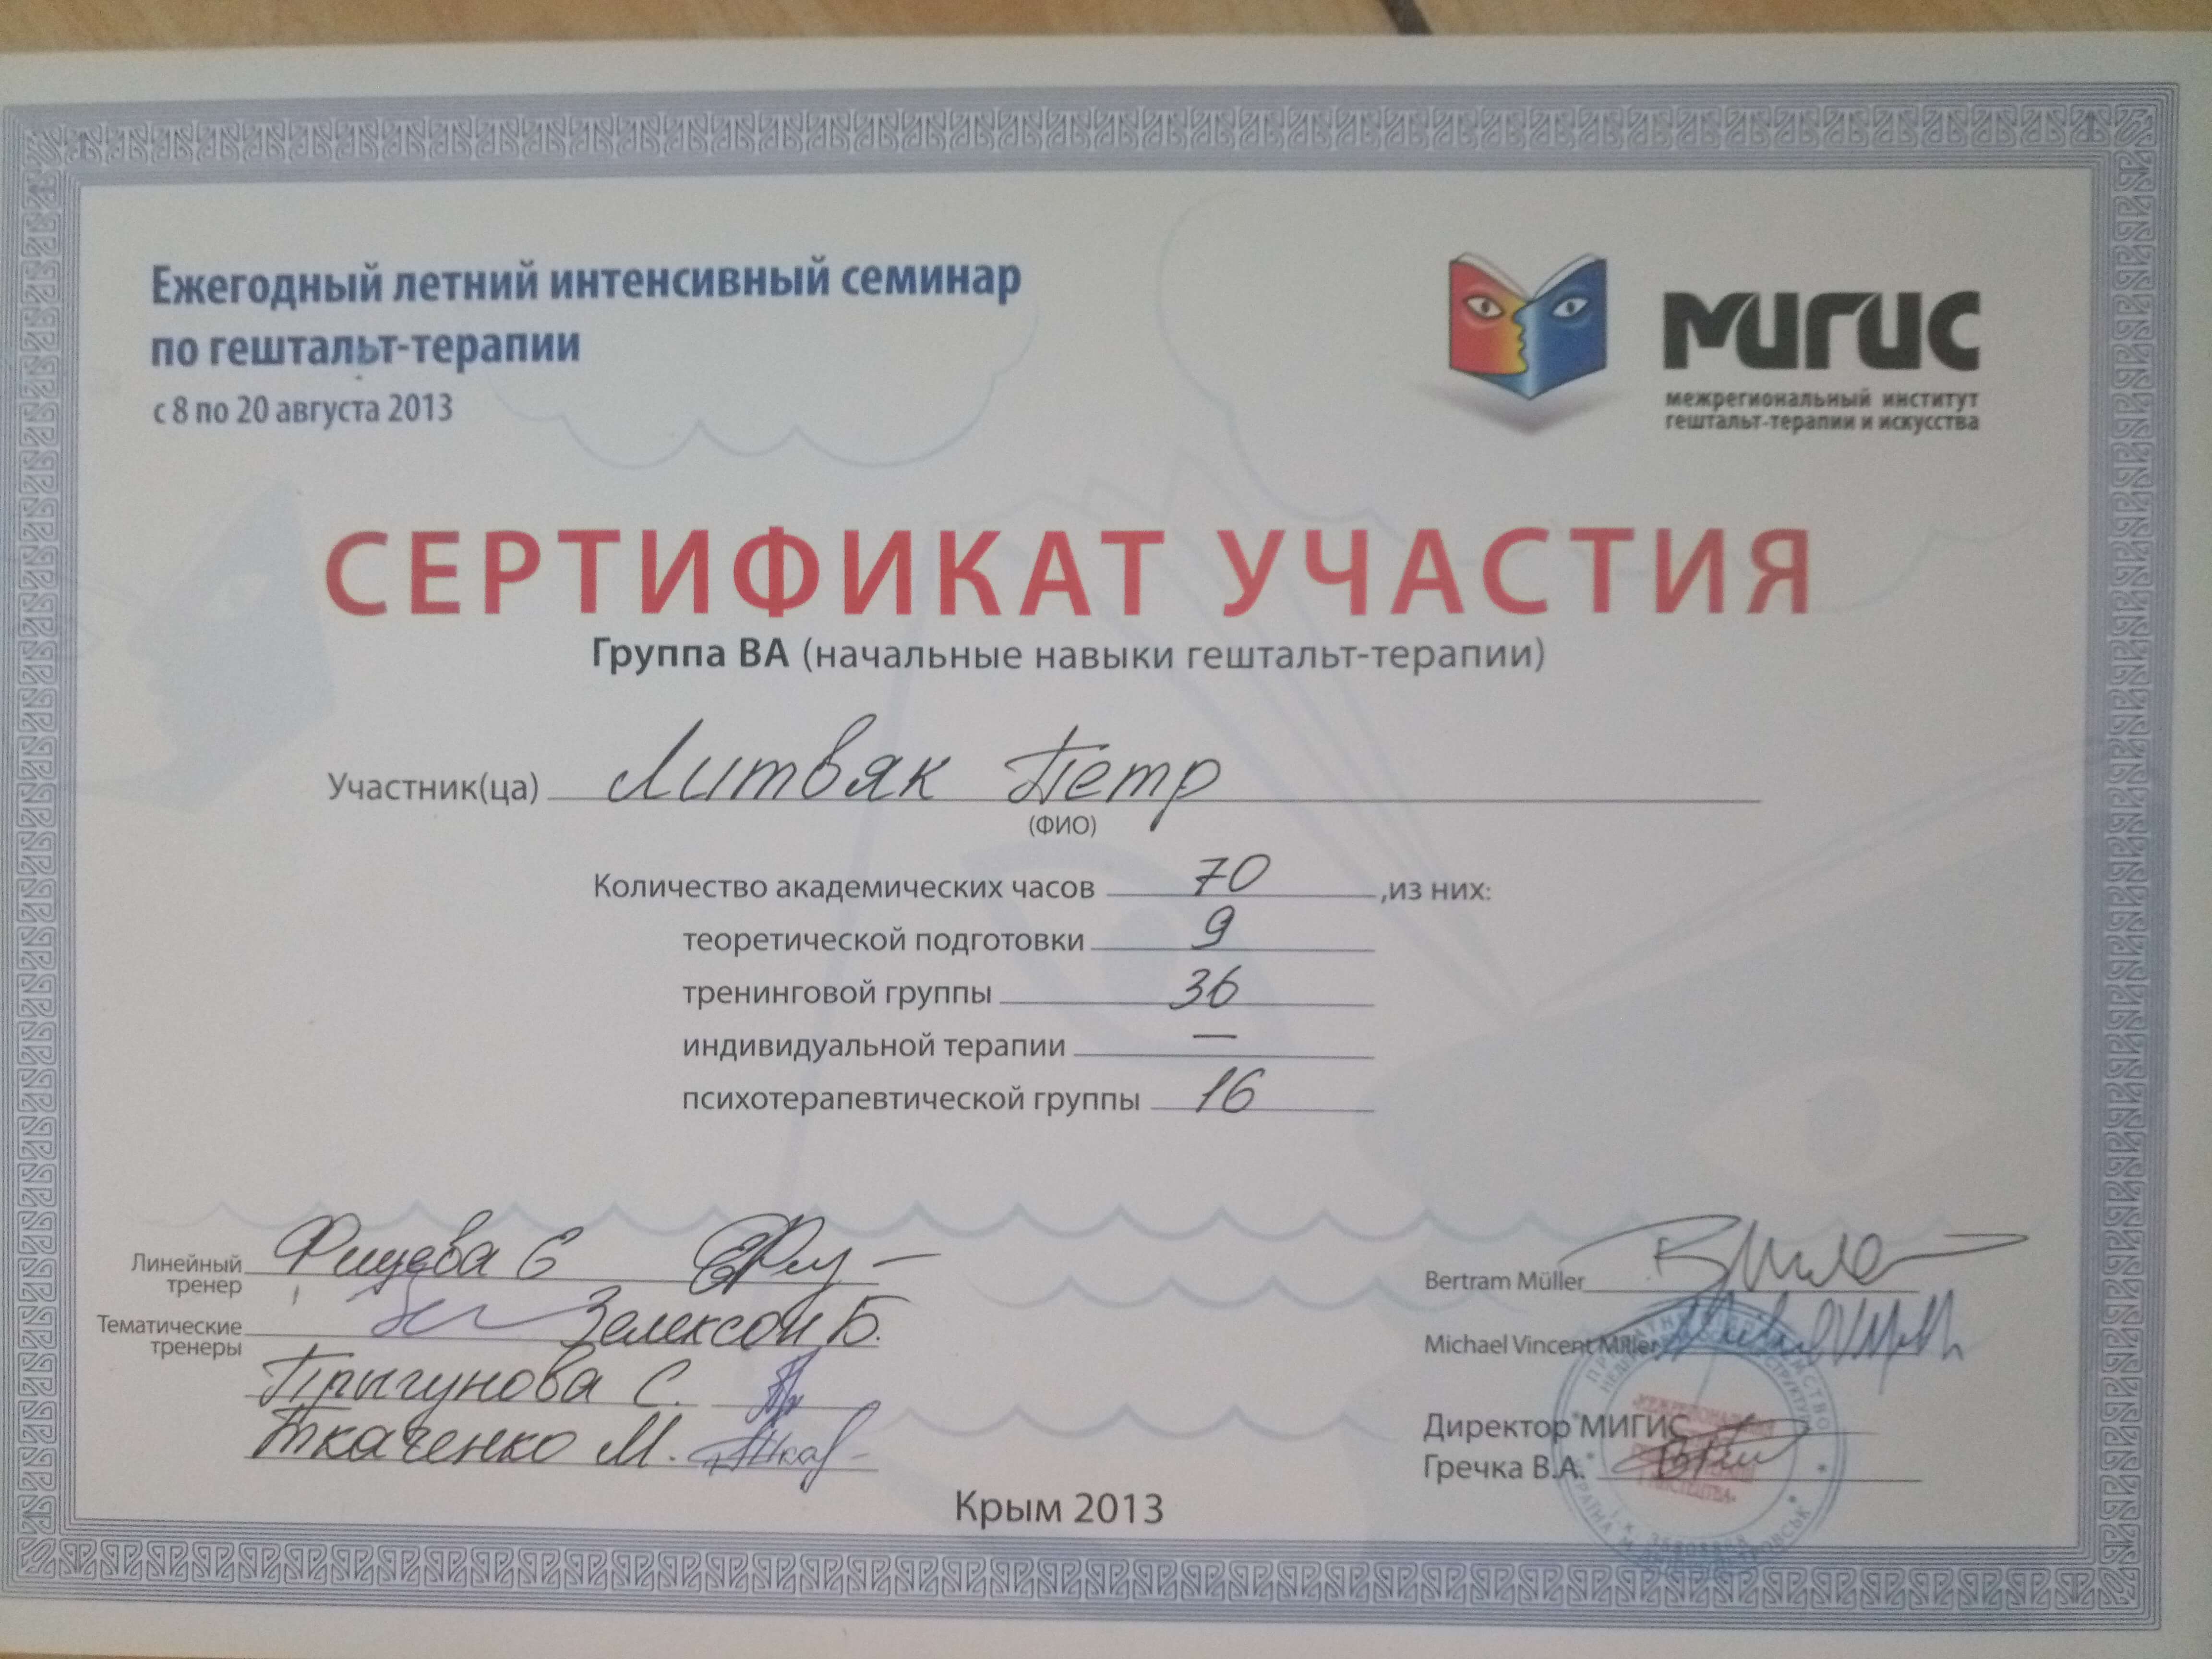 Ежегодный летний интенсивный семинар
по гештальт-терапии
с 8 по 20 августа 2013
МИГИС
межрегиональный институт
гештальт-терапии и искусства
СЕРТИФИКАТ УЧАСТИЯ
Группа ВА (начальные навыки гештальт-терапии)
Участник(ца) Литвяк Петр
(ФИО)
Количество академических часов 70 ,из них:
теоретической подготовки 9
тренинговой группы 36
индивидуальной терапии —
психотерапевтической группы 16
Линейный
тренер
Тематические
тренеры
Зелексон Б.
Прыгунова С.
Ткаченко М.
Bertram Müller
Michael Vincent Miller
Директор МИГИС
Гречка В.А.
Крым 2013